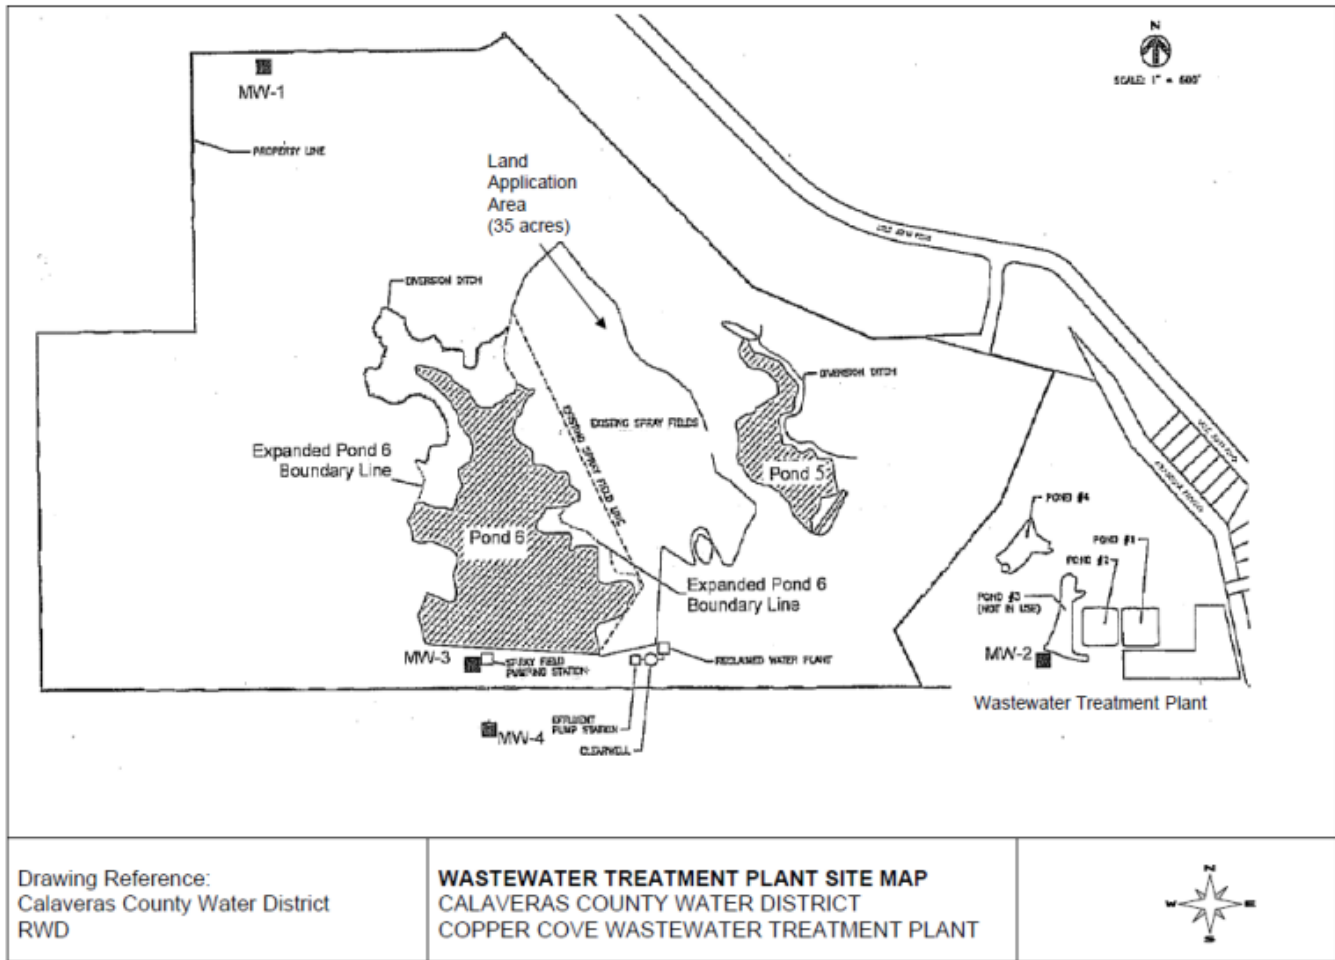 N
SCALE: 1" = 600'
MW-1
PROPERTY LINE
Land
Application
Area
(35 acres)
DIVERSION DITCH
DIVERSION DITCH
EXISTING SPRAY FIELD LINE
EXISTING SPRAY FIELDS
Expanded Pond 6
Boundary Line
Pond 5
Pond 6
POND #4
POND #1
POND #2
POND #3
(NOT IN USE)
Expanded Pond 6
Boundary Line
MW-3
SPRAY FIELD
PUMPING STATION
RECLAIMED WATER PLANT
MW-2
Wastewater Treatment Plant
MW-4
EFFLUENT
PUMP STATION
CLEARWELL
Drawing Reference:
Calaveras County Water District
RWD
WASTEWATER TREATMENT PLANT SITE MAP
CALAVERAS COUNTY WATER DISTRICT
COPPER COVE WASTEWATER TREATMENT PLANT
N
W
E
S